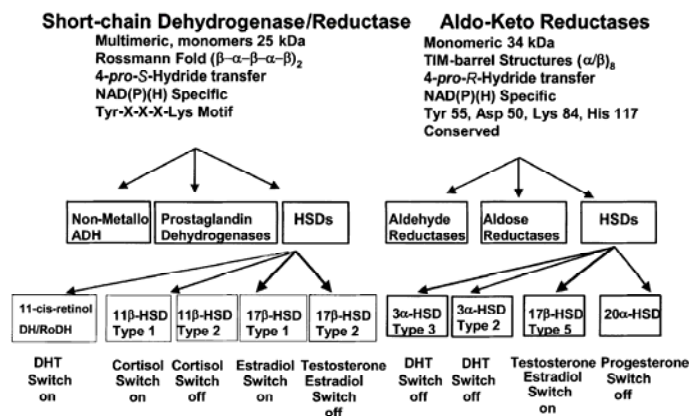 Short-chain Dehydrogenase/Reductase
Multimeric, monomers 25 kDa
Rossmann Fold (β-α-β-α-β)₂
4-pro-S-Hydride transfer
NAD(P)(H) Specific
Tyr-X-X-X-Lys Motif
Aldo-Keto Reductases
Monomeric 34 kDa
TIM-barrel Structures (α/β)₈
4-pro-R-Hydride transfer
NAD(P)(H) Specific
Tyr 55, Asp 50, Lys 84, His 117
Conserved
Non-Metallo
ADH
Prostaglandin
Dehydrogenases
HSDs
Aldehyde
Reductases
Aldose
Reductases
HSDs
11-cis-retinol
DH/RoDH
11β-HSD
Type 1
11β-HSD
Type 2
17β-HSD
Type 1
17β-HSD
Type 2
3α-HSD
Type 3
3α-HSD
Type 2
17β-HSD
Type 5
20α-HSD
DHT
Switch
on
Cortisol
Switch
on
Cortisol
Switch
off
Estradiol
Switch
on
Testosterone
Estradiol
Switch
off
DHT
Switch
off
DHT
Switch
off
Testosterone
Estradiol
Switch
on
Progesterone
Switch
off